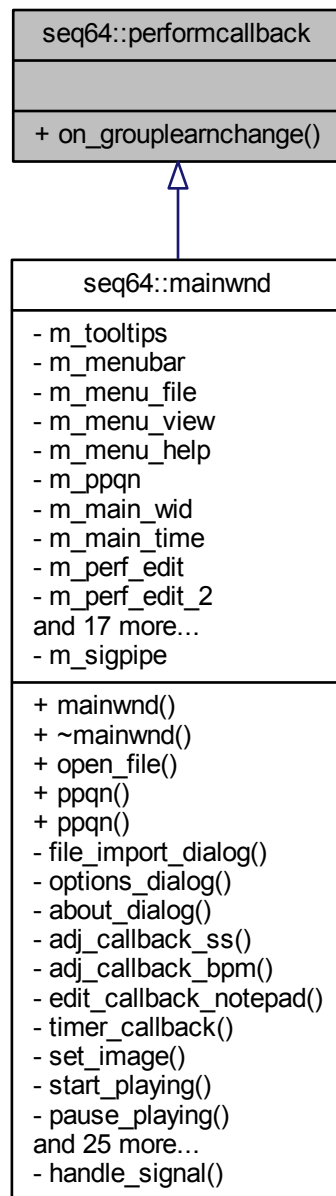 seq64::performcallback
+ on_grouplearnchange()
seq64::mainwnd
- m_tooltips
- m_menubar
- m_menu_file
- m_menu_view
- m_menu_help
- m_ppqn
- m_main_wid
- m_main_time
- m_perf_edit
- m_perf_edit_2
and 17 more...
- m_sigpipe
+ mainwnd()
+ ~mainwnd()
+ open_file()
+ ppqn()
+ ppqn()
- file_import_dialog()
- options_dialog()
- about_dialog()
- adj_callback_ss()
- adj_callback_bpm()
- edit_callback_notepad()
- timer_callback()
- set_image()
- start_playing()
- pause_playing()
and 25 more...
- handle_signal()